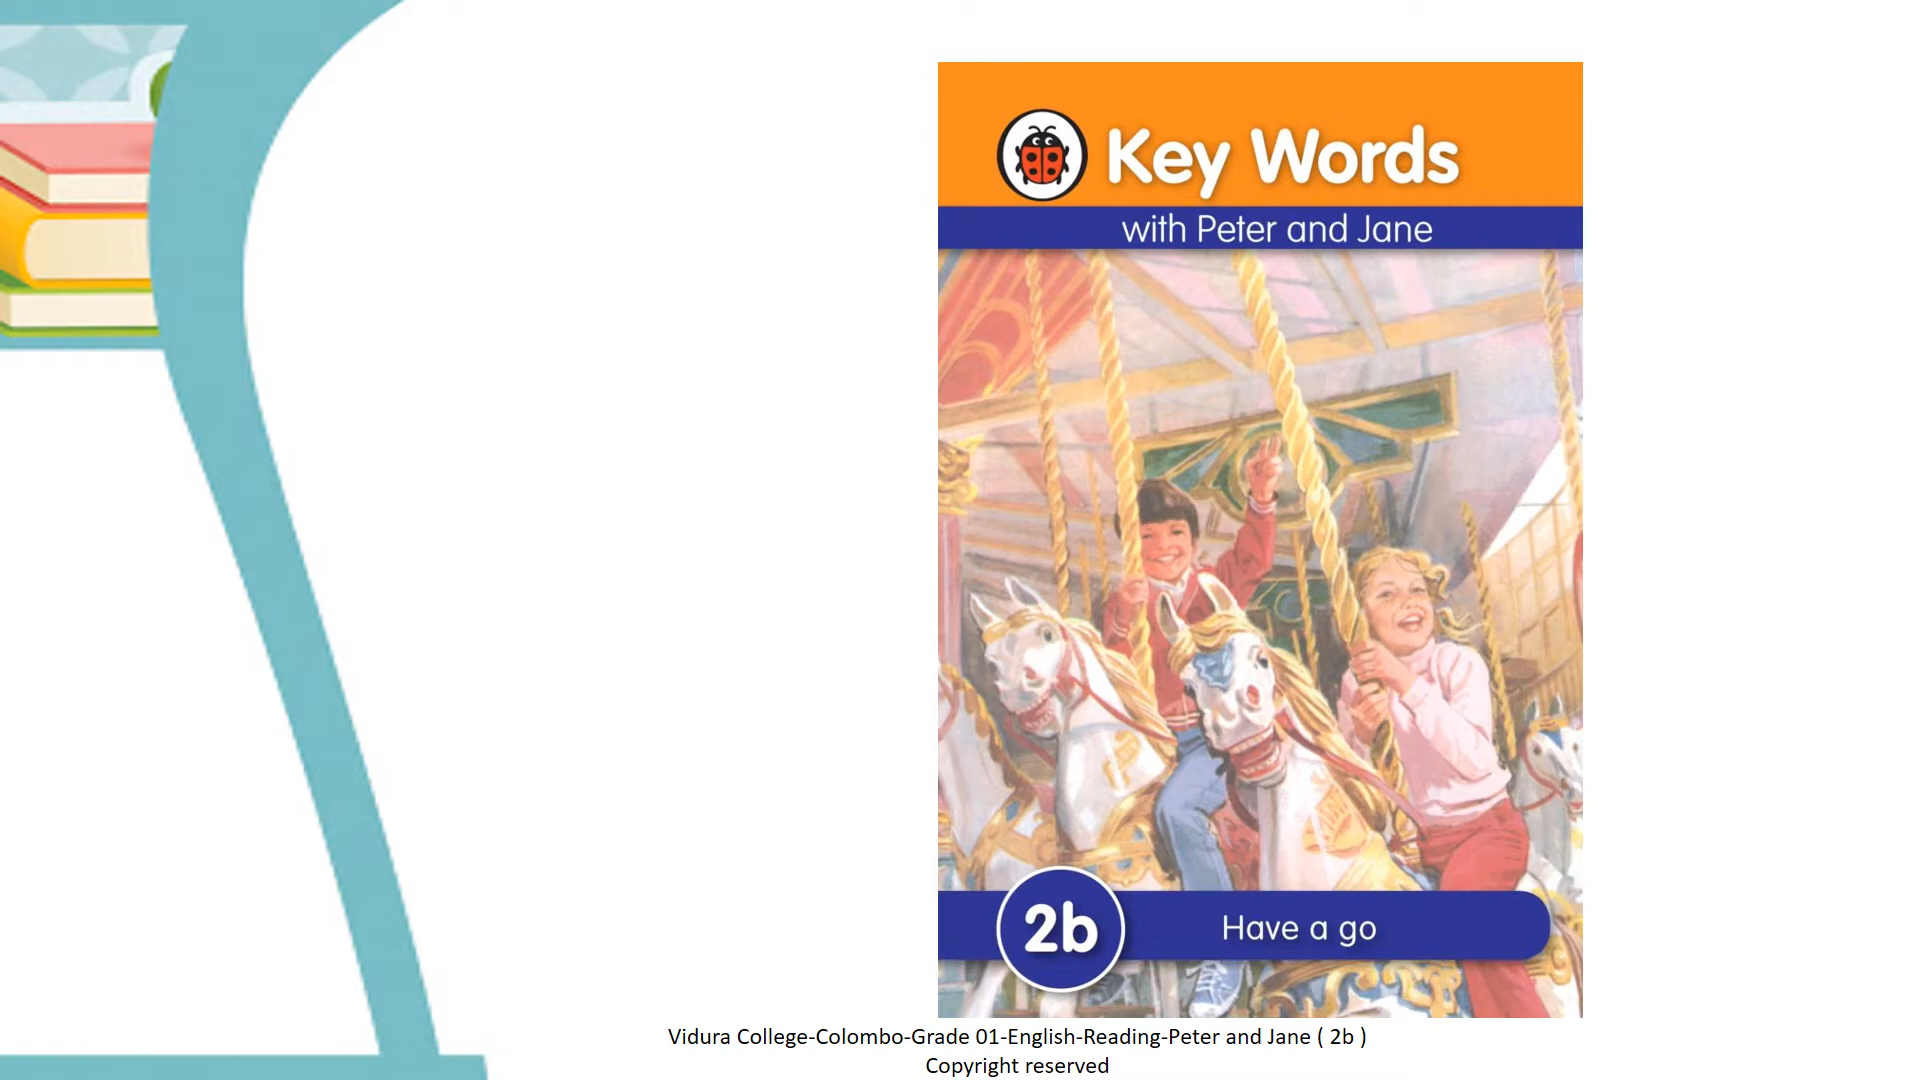 Key Words
with Peter and Jane
2b
Have a go
Vidura College-Colombo-Grade 01-English-Reading-Peter and Jane ( 2b )
Copyright reserved